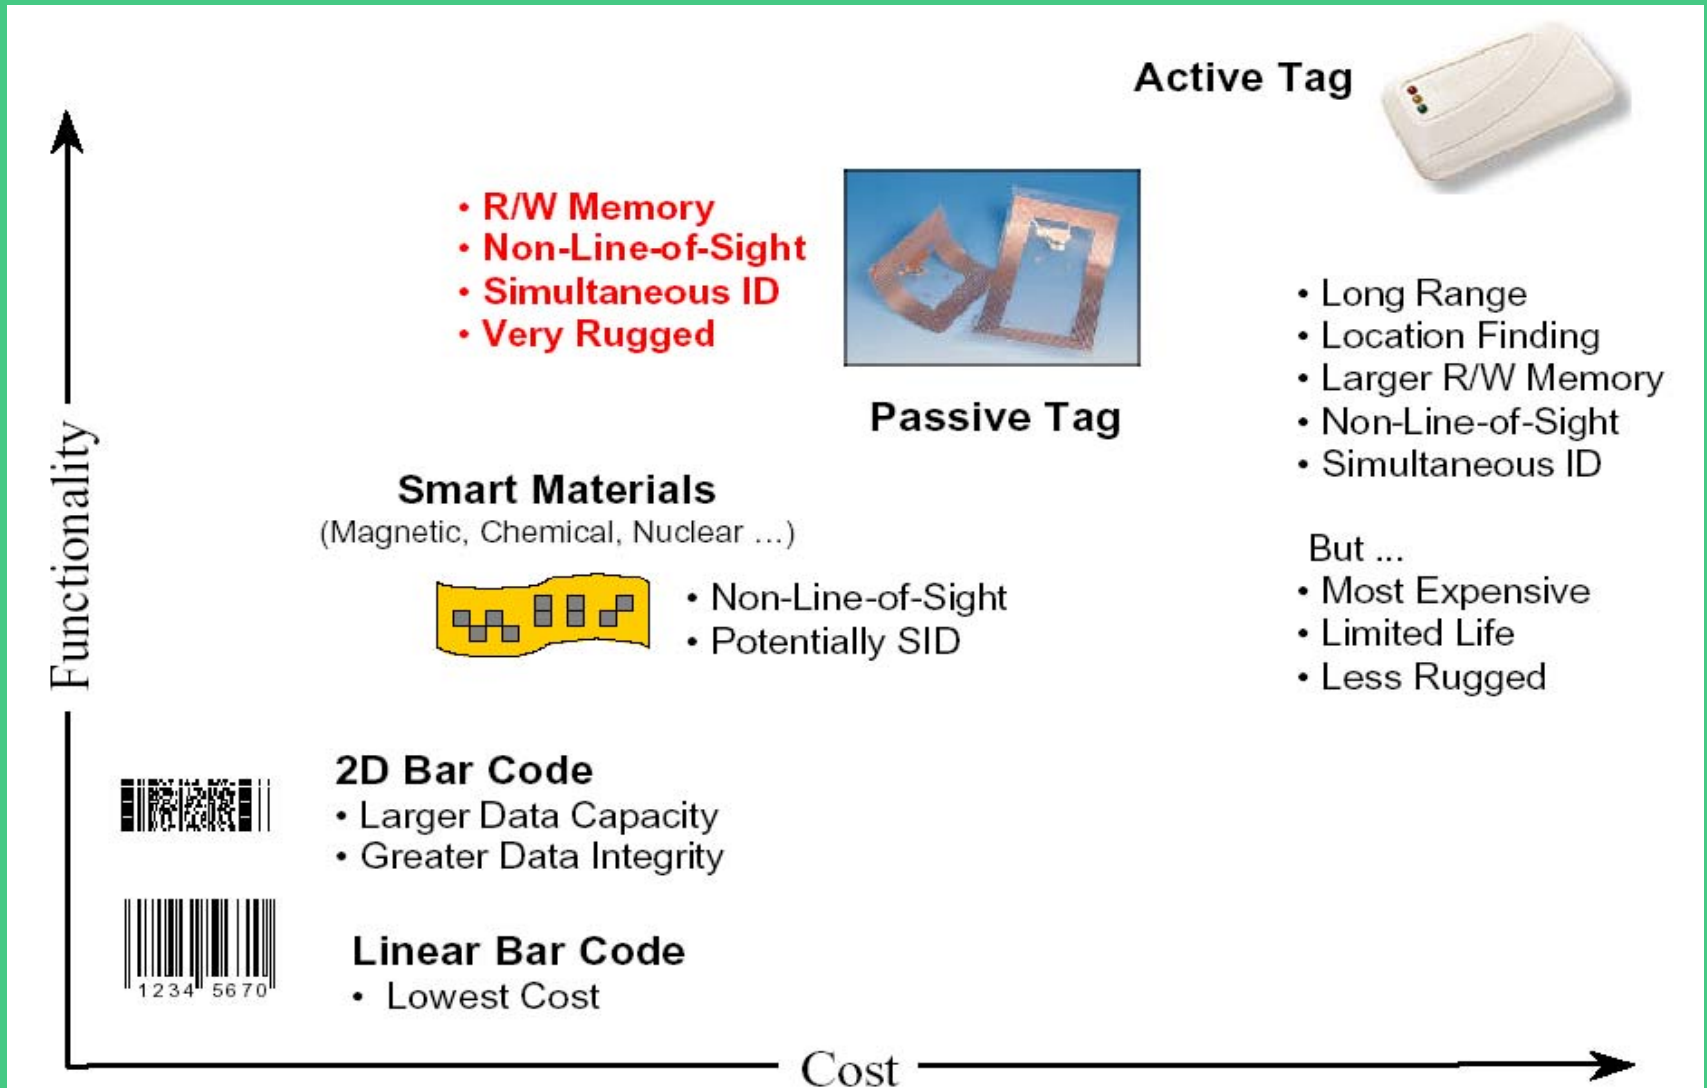 Active Tag
• R/W Memory
• Non-Line-of-Sight
• Simultaneous ID
• Very Rugged
Passive Tag
• Long Range
• Location Finding
• Larger R/W Memory
• Non-Line-of-Sight
• Simultaneous ID
But ...
• Most Expensive
• Limited Life
• Less Rugged
Functionality
Smart Materials
(Magnetic, Chemical, Nuclear ...)
• Non-Line-of-Sight
• Potentially SID
2D Bar Code
• Larger Data Capacity
• Greater Data Integrity
1234 5670
Linear Bar Code
• Lowest Cost
Cost